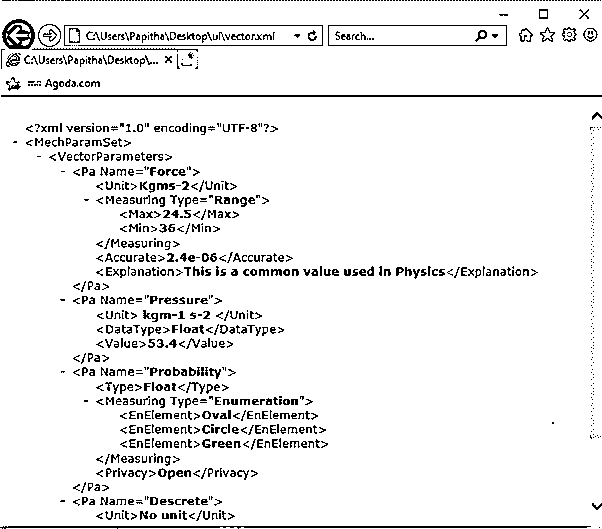 C:\Users\Papitha\Desktop\ul\vector.xml Search...
C:\Users\Papitha\Desktop\...
Agoda.com
<?xml version="1.0" encoding="UTF-8"?>
- <MechParamSet>
- <VectorParameters>
- <Pa Name="Force">
<Unit>Kgms-2</Unit>
- <Measuring Type="Range">
<Max>24.5</Max>
<Min>36</Min>
</Measuring>
<Accurate>2.4e-06</Accurate>
<Explanation>This is a common value used in Physics</Explanation>
</Pa>
- <Pa Name="Pressure">
<Unit> kgm-1 s-2 </Unit>
<DataType>Float</DataType>
<Value>53.4</Value>
</Pa>
- <Pa Name="Probability">
<Type>Float</Type>
- <Measuring Type="Enumeration">
<EnElement>Oval</EnElement>
<EnElement>Circle</EnElement>
<EnElement>Green</EnElement>
</Measuring>
<Privacy>Open</Privacy>
</Pa>
- <Pa Name="Descrete">
<Unit>No unit</Unit>